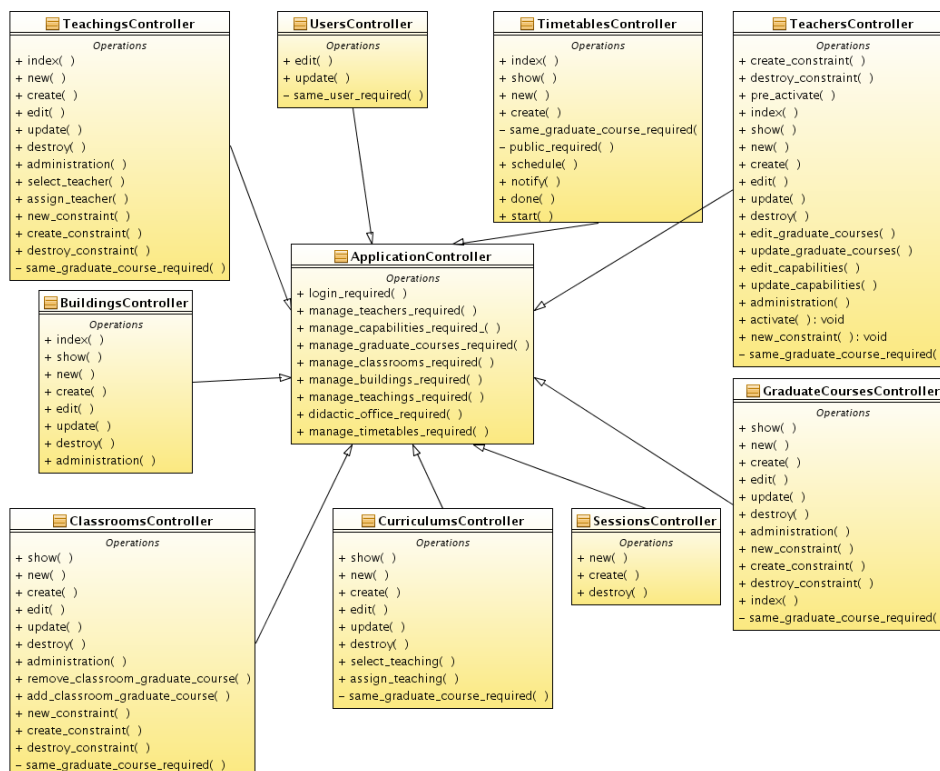 TeachingsController
Operations
+ index( )
+ new( )
+ create( )
+ edit( )
+ update( )
+ destroy( )
+ administration( )
+ select_teacher( )
+ assign_teacher( )
+ new_constraint( )
+ create_constraint( )
+ destroy_constraint( )
− same_graduate_course_required( )
UsersController
Operations
+ edit( )
+ update( )
− same_user_required( )
TimetablesController
Operations
+ index( )
+ show( )
+ new( )
+ create( )
− same_graduate_course_required(
− public_required( )
+ schedule( )
+ notify( )
+ done( )
+ start( )
TeachersController
Operations
+ create_constraint( )
+ destroy_constraint( )
+ pre_activate( )
+ index( )
+ show( )
+ new( )
+ create( )
+ edit( )
+ update( )
+ destroy( )
+ edit_graduate_courses( )
+ update_graduate_courses( )
+ edit_capabilities( )
+ update_capabilities( )
+ administration( )
+ activate( ) : void
+ new_constraint( ) : void
− same_graduate_course_required(
ApplicationController
Operations
+ login_required( )
+ manage_teachers_required( )
+ manage_capabilities_required_( )
+ manage_graduate_courses_required( )
+ manage_classrooms_required( )
+ manage_buildings_required( )
+ manage_teachings_required( )
+ didactic_office_required( )
+ manage_timetables_required( )
BuildingsController
Operations
+ index( )
+ show( )
+ new( )
+ create( )
+ edit( )
+ update( )
+ destroy( )
+ administration( )
GraduateCoursesController
Operations
+ show( )
+ new( )
+ create( )
+ edit( )
+ update( )
+ destroy( )
+ administration( )
+ new_constraint( )
+ create_constraint( )
+ destroy_constraint( )
+ index( )
− same_graduate_course_required(
ClassroomsController
Operations
+ show( )
+ new( )
+ create( )
+ edit( )
+ update( )
+ destroy( )
+ administration( )
+ remove_classroom_graduate_course( )
+ add_classroom_graduate_course( )
+ new_constraint( )
+ create_constraint( )
+ destroy_constraint( )
− same_graduate_course_required( )
CurriculumsController
Operations
+ show( )
+ new( )
+ create( )
+ edit( )
+ update( )
+ destroy( )
+ select_teaching( )
+ assign_teaching( )
− same_graduate_course_required( )
SessionsController
Operations
+ new( )
+ create( )
+ destroy( )